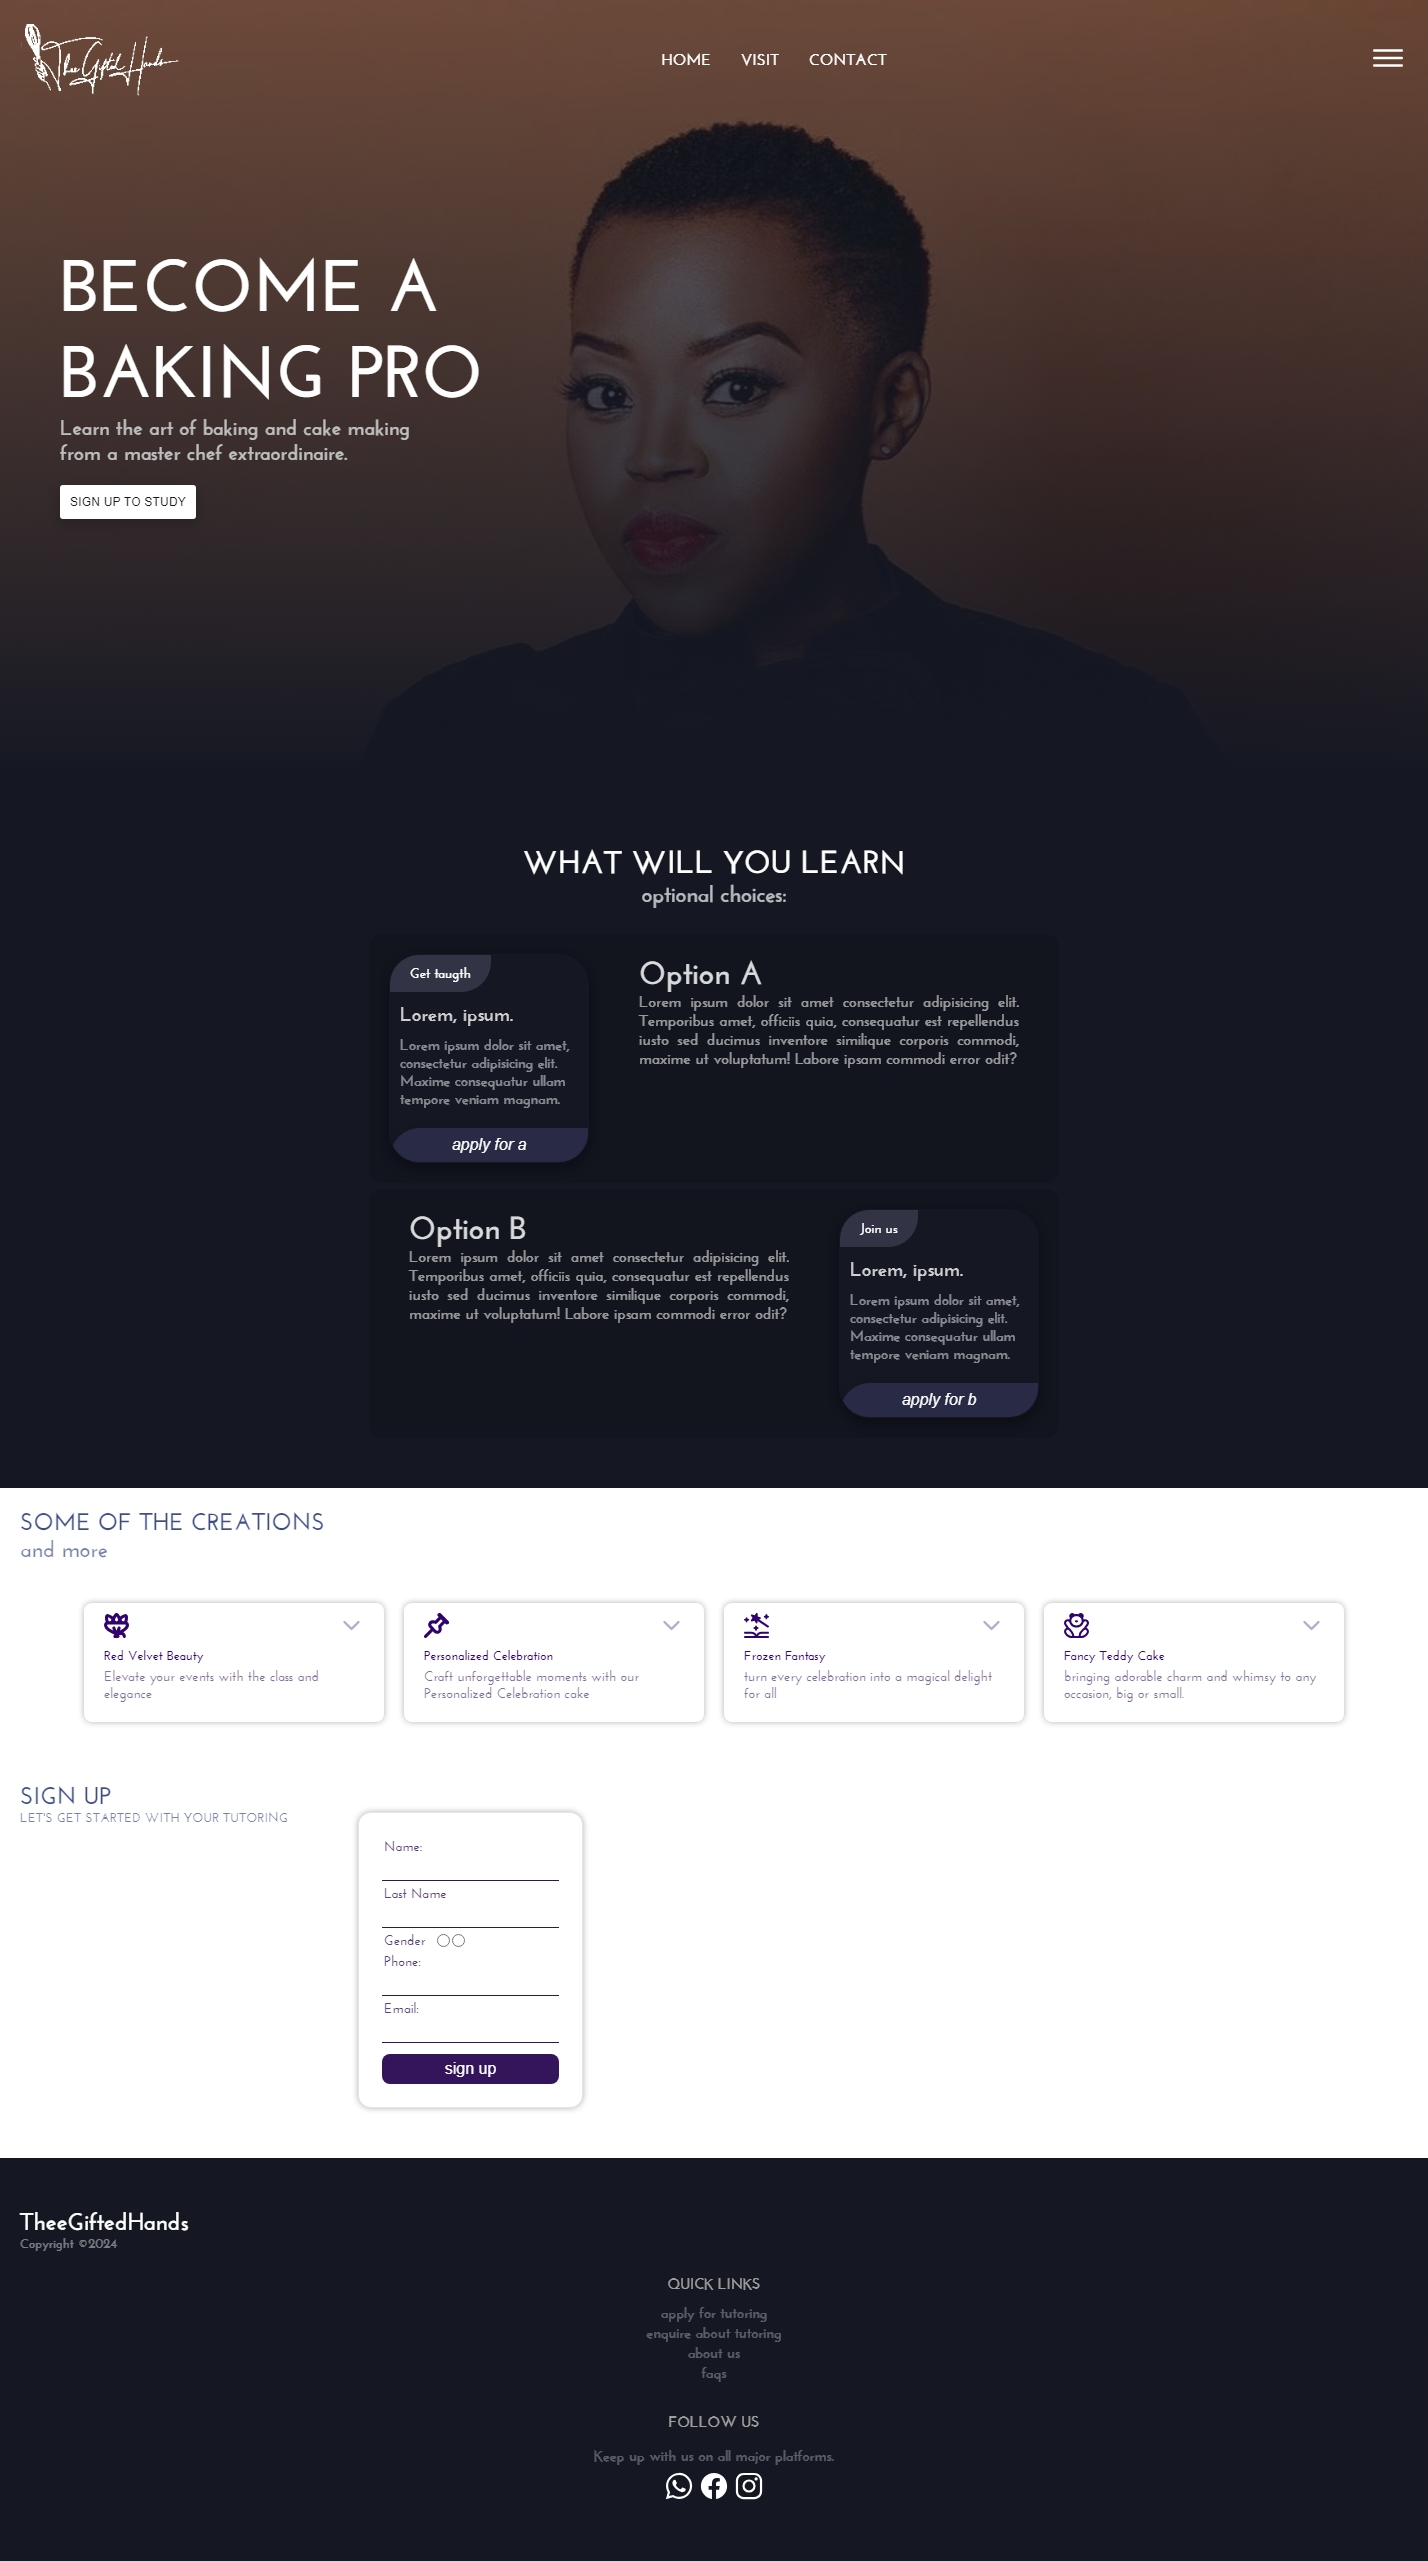 Thee Gifted Hands
HOME VISIT CONTACT
BECOME A
BAKING PRO
Learn the art of baking and cake making
from a master chef extraordinaire.
SIGN UP TO STUDY
WHAT WILL YOU LEARN
optional choices:
Get taugth
Lorem, ipsum.
Lorem ipsum dolor sit amet,
consectetur adipisicing elit.
Maxime consequatur ullam
tempore veniam magnam.
apply for a
Option A
Lorem ipsum dolor sit amet consectetur adipisicing elit.
Temporibus amet, officiis quia, consequatur est repellendus
iusto sed ducimus inventore similique corporis commodi,
maxime ut voluptatum! Labore ipsam commodi error odit?
Option B
Lorem ipsum dolor sit amet consectetur adipisicing elit.
Temporibus amet, officiis quia, consequatur est repellendus
iusto sed ducimus inventore similique corporis commodi,
maxime ut voluptatum! Labore ipsam commodi error odit?
Join us
Lorem, ipsum.
Lorem ipsum dolor sit amet,
consectetur adipisicing elit.
Maxime consequatur ullam
tempore veniam magnam.
apply for b
SOME OF THE CREATIONS
and more
Red Velvet Beauty
Elevate your events with the class and
elegance
Personalized Celebration
Craft unforgettable moments with our
Personalized Celebration cake
Frozen Fantasy
turn every celebration into a magical delight
for all
Fancy Teddy Cake
bringing adorable charm and whimsy to any
occasion, big or small.
SIGN UP
LET'S GET STARTED WITH YOUR TUTORING
Name:
Last Name
Gender
Phone:
Email:
sign up
TheeGiftedHands
Copyright ©2024
QUICK LINKS
apply for tutoring
enquire about tutoring
about us
faqs
FOLLOW US
Keep up with us on all major platforms.